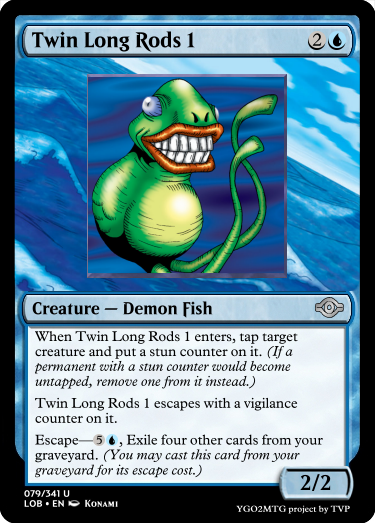 Twin Long Rods 1 2
Creature — Demon Fish
When Twin Long Rods 1 enters, tap target
creature and put a stun counter on it. (If a
permanent with a stun counter would become
untapped, remove one from it instead.)
Twin Long Rods 1 escapes with a vigilance
counter on it.
Escape—5, Exile four other cards from your
graveyard. (You may cast this card from your
graveyard for its escape cost.)
2/2
079/341 U
LOB • EN KONAMI
YGO2MTG project by TVP